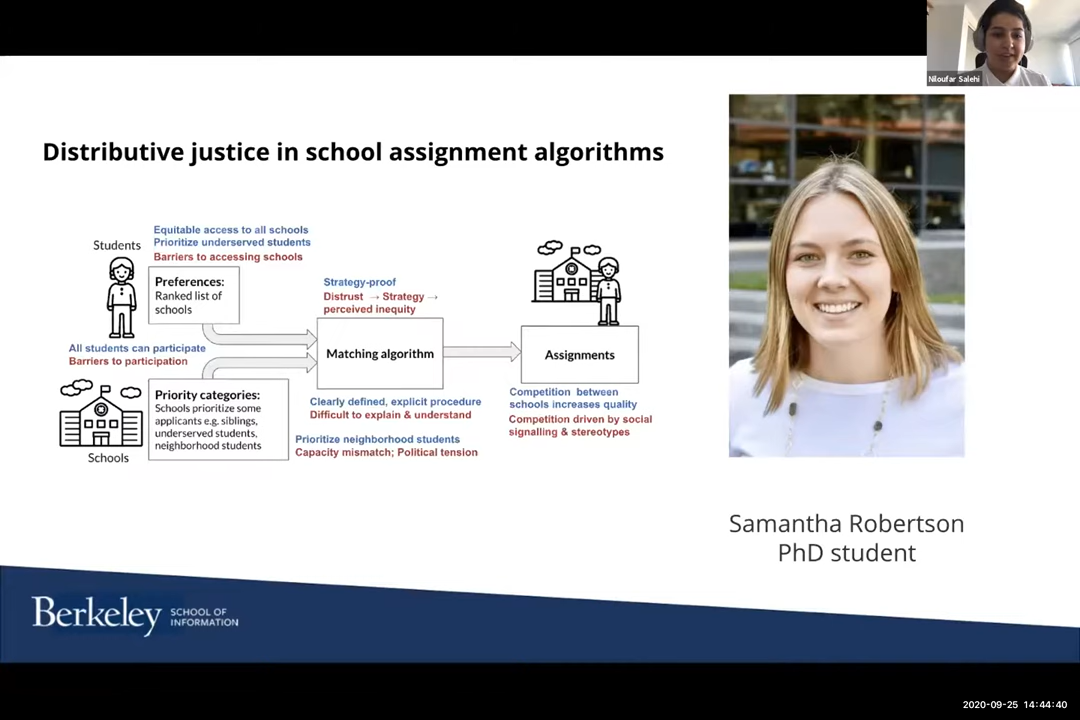 Niloufar Salehi
Distributive justice in school assignment algorithms
Students
Equitable access to all schools
Prioritize underserved students
Barriers to accessing schools
Preferences:
Ranked list of
schools
All students can participate
Barriers to participation
Priority categories:
Schools prioritize some
applicants e.g. siblings,
underserved students,
neighborhood students
Schools
Strategy-proof
Distrust → Strategy →
perceived inequity
Matching algorithm
Clearly defined, explicit procedure
Difficult to explain & understand
Prioritize neighborhood students
Capacity mismatch; Political tension
Assignments
Competition between
schools increases quality
Competition driven by social
signalling & stereotypes
Samantha Robertson
PhD student
Berkeley SCHOOL OF
INFORMATION
2020-09-25 14:44:40